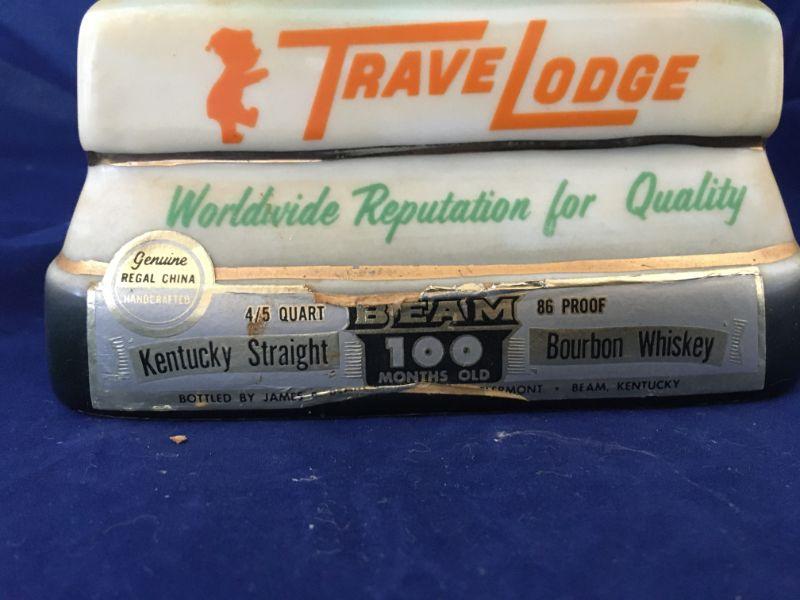 TRAVELODGE
Worldwide Reputation for Quality
Genuine
REGAL CHINA
HANDCRAFTED
4/5 QUART BEAM 86 PROOF
Kentucky Straight 100 Bourbon Whiskey
MONTHS OLD
BOTTLED BY JAMES BEAM, KENTUCKY